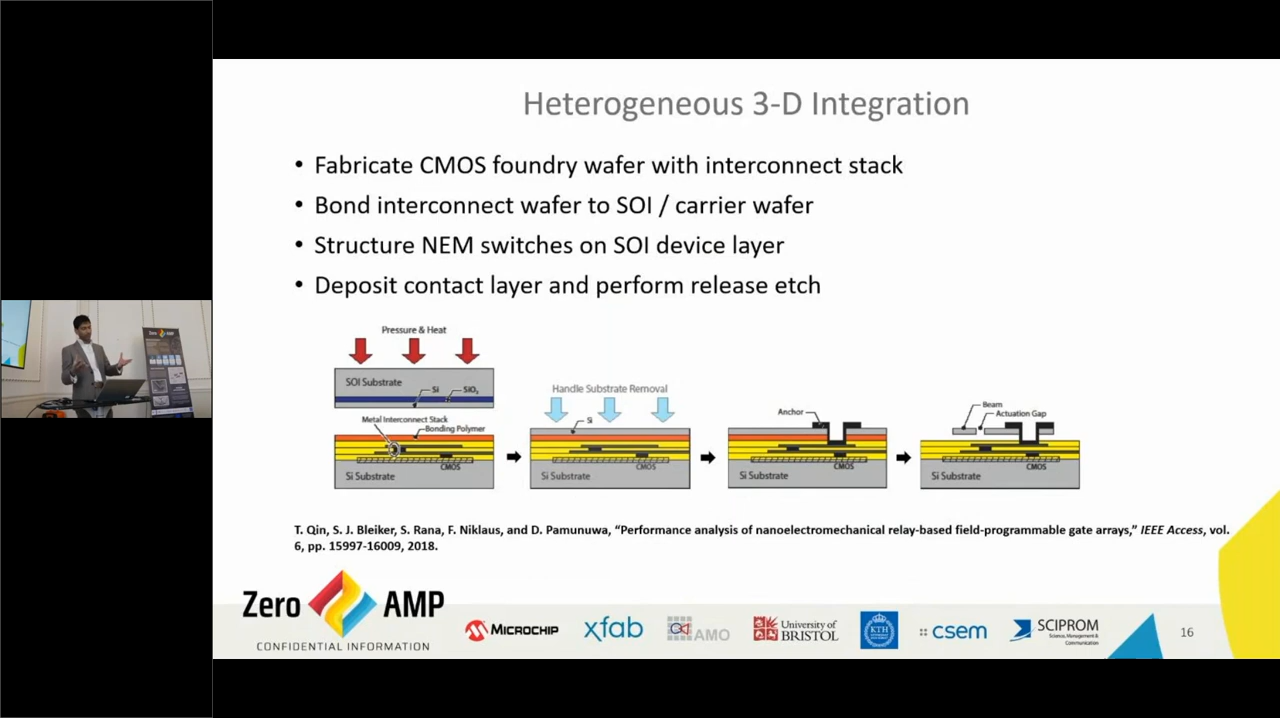 Heterogeneous 3-D Integration
• Fabricate CMOS foundry wafer with interconnect stack
• Bond interconnect wafer to SOI / carrier wafer
• Structure NEM switches on SOI device layer
• Deposit contact layer and perform release etch
Pressure & Heat
SOI Substrate
Si
SiO₂
Metal Interconnect Stack
Bonding Polymer
CMOS
Si Substrate
Handle Substrate Removal
Si
CMOS
Si Substrate
Anchor
CMOS
Si Substrate
Beam
Actuation Gap
CMOS
Si Substrate
T. Qin, S. J. Bleiker, S. Rana, F. Niklaus, and D. Pamunuwa, “Performance analysis of nanoelectromechanical relay-based field-programmable gate arrays,” IEEE Access, vol.
6, pp. 15997-16009, 2018.
Zero AMP
CONFIDENTIAL INFORMATION
MICROCHIP
xfab
AMO
University of
BRISTOL
KTH
csem
SCIPROM
Science, Management &
Communication
16
Zero AMP